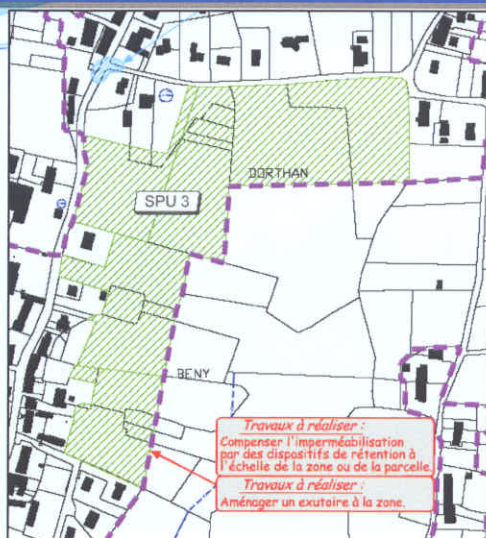 DORTHAN
SPU 3
BENY
Travaux à réaliser :
Compenser l'imperméabilisation
par des dispositifs de rétention à
l'échelle de la zone ou de la parcelle.
Travaux à réaliser :
Aménager un exutoire à la zone.